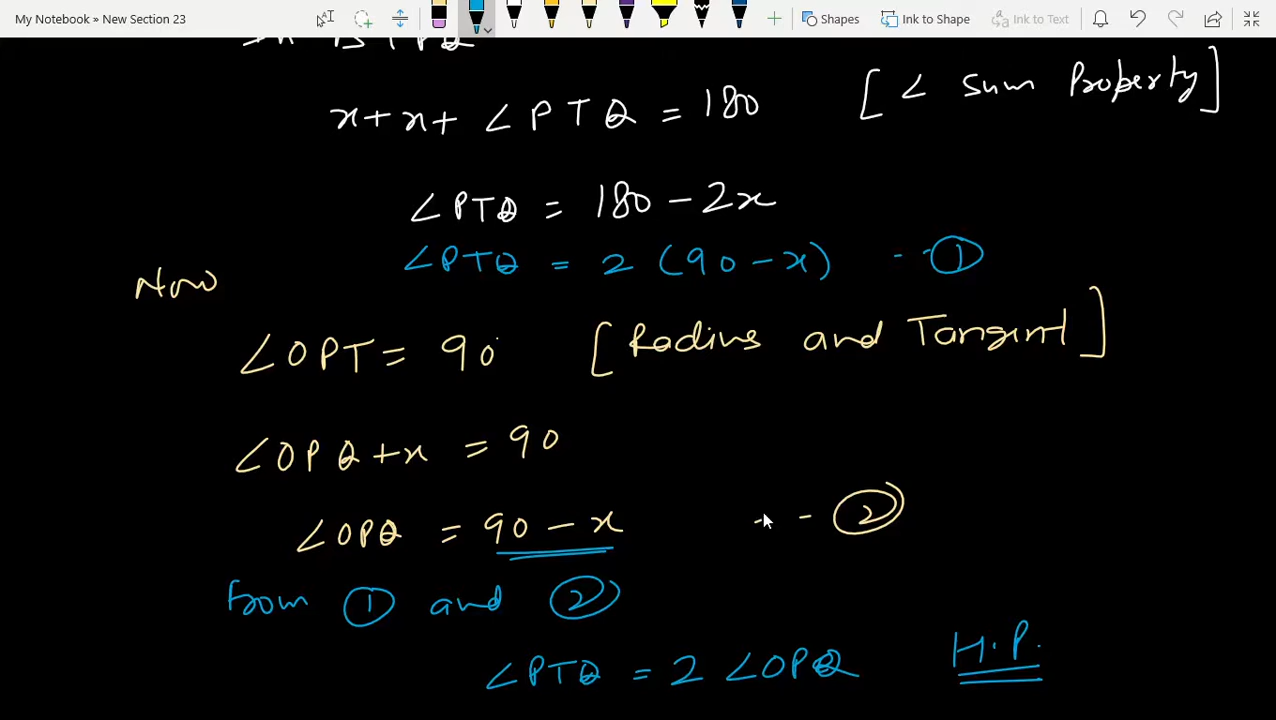 My Notebook » New Section 23
Shapes
Ink to Shape
Ink to Text
x+x+ ∠PTQ = 180 [∠ Sum Property]
∠PTQ = 180 - 2x
∠PTQ = 2 (90 - x) -- ①
Now
∠OPT = 90 [Radius and Tangent]
∠OPQ + x = 90
∠OPQ = 90 - x -- ②
from ① and ②
∠PTQ = 2 ∠OPQ H.P.